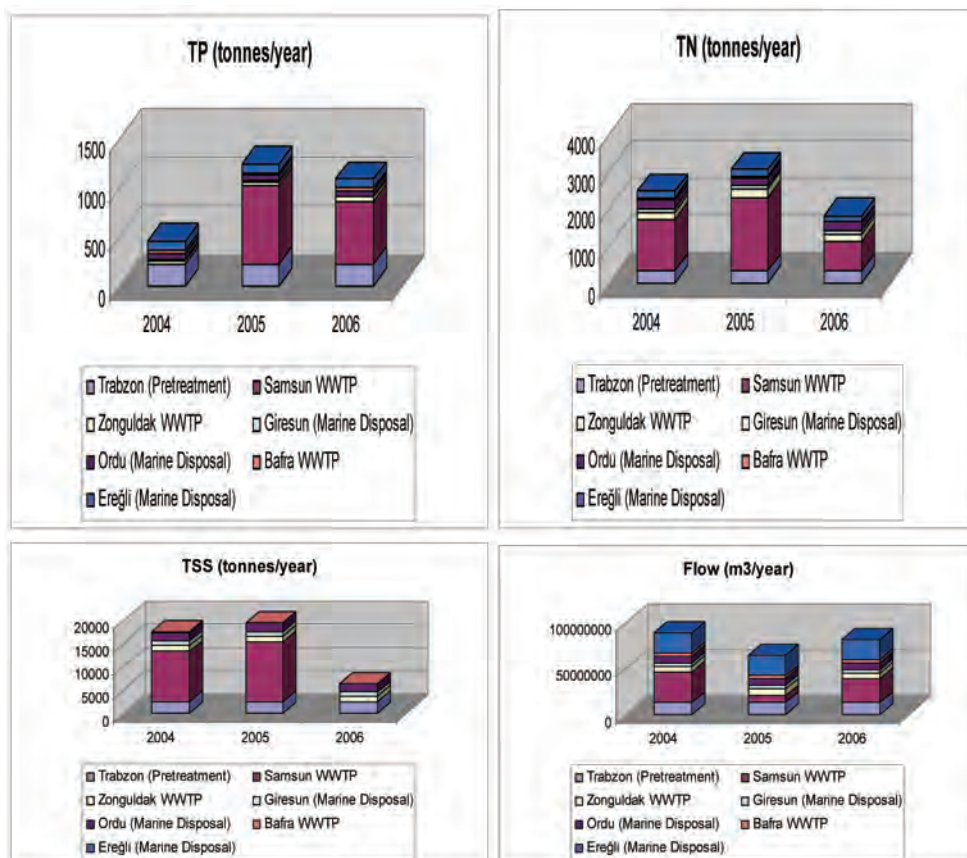 TP (tonnes/year)
1500
1000
500
0
2004 2005 2006
Trabzon (Pretreatment) Samsun WWTP
Zonguldak WWTP Giresun (Marine Disposal)
Ordu (Marine Disposal) Bafra WWTP
Ereğli (Marine Disposal)
TN (tonnes/year)
4000
3000
2000
1000
0
2004 2005 2006
Trabzon (Pretreatment) Samsun WWTP
Zonguldak WWTP Giresun (Marine Disposal)
Ordu (Marine Disposal) Bafra WWTP
Ereğli (Marine Disposal)
TSS (tonnes/year)
20000
15000
10000
5000
0
2004 2005 2006
Trabzon (Pretreatment) Samsun WWTP
Zonguldak WWTP Giresun (Marine Disposal)
Ordu (Marine Disposal) Bafra WWTP
Ereğli (Marine Disposal)
Flow (m3/year)
100000000
50000000
0
2004 2005 2006
Trabzon (Pretreatment) Samsun WWTP
Zonguldak WWTP Giresun (Marine Disposal)
Ordu (Marine Disposal) Bafra WWTP
Ereğli (Marine Disposal)